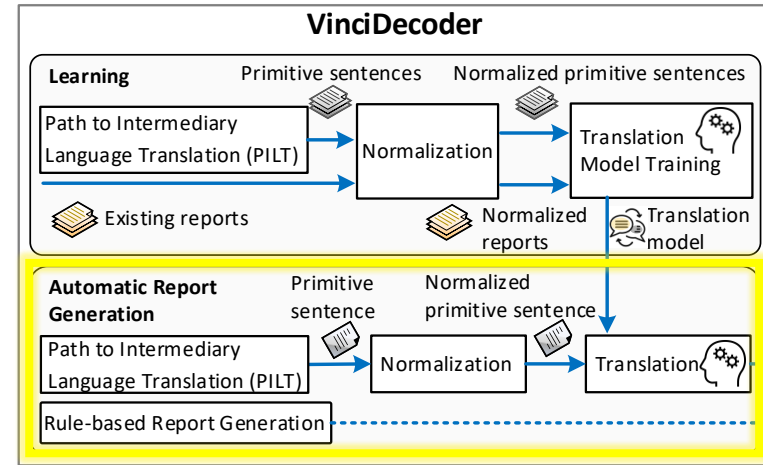 VinciDecoder
Learning
Primitive sentences
Normalized primitive sentences
Path to Intermediary
Language Translation (PILT)
Normalization
Translation
Model Training
Existing reports
Normalized
reports
Translation
model
Automatic Report
Generation
Primitive
sentence
Normalized
primitive sentence
Path to Intermediary
Language Translation (PILT)
Normalization
Translation
Rule-based Report Generation